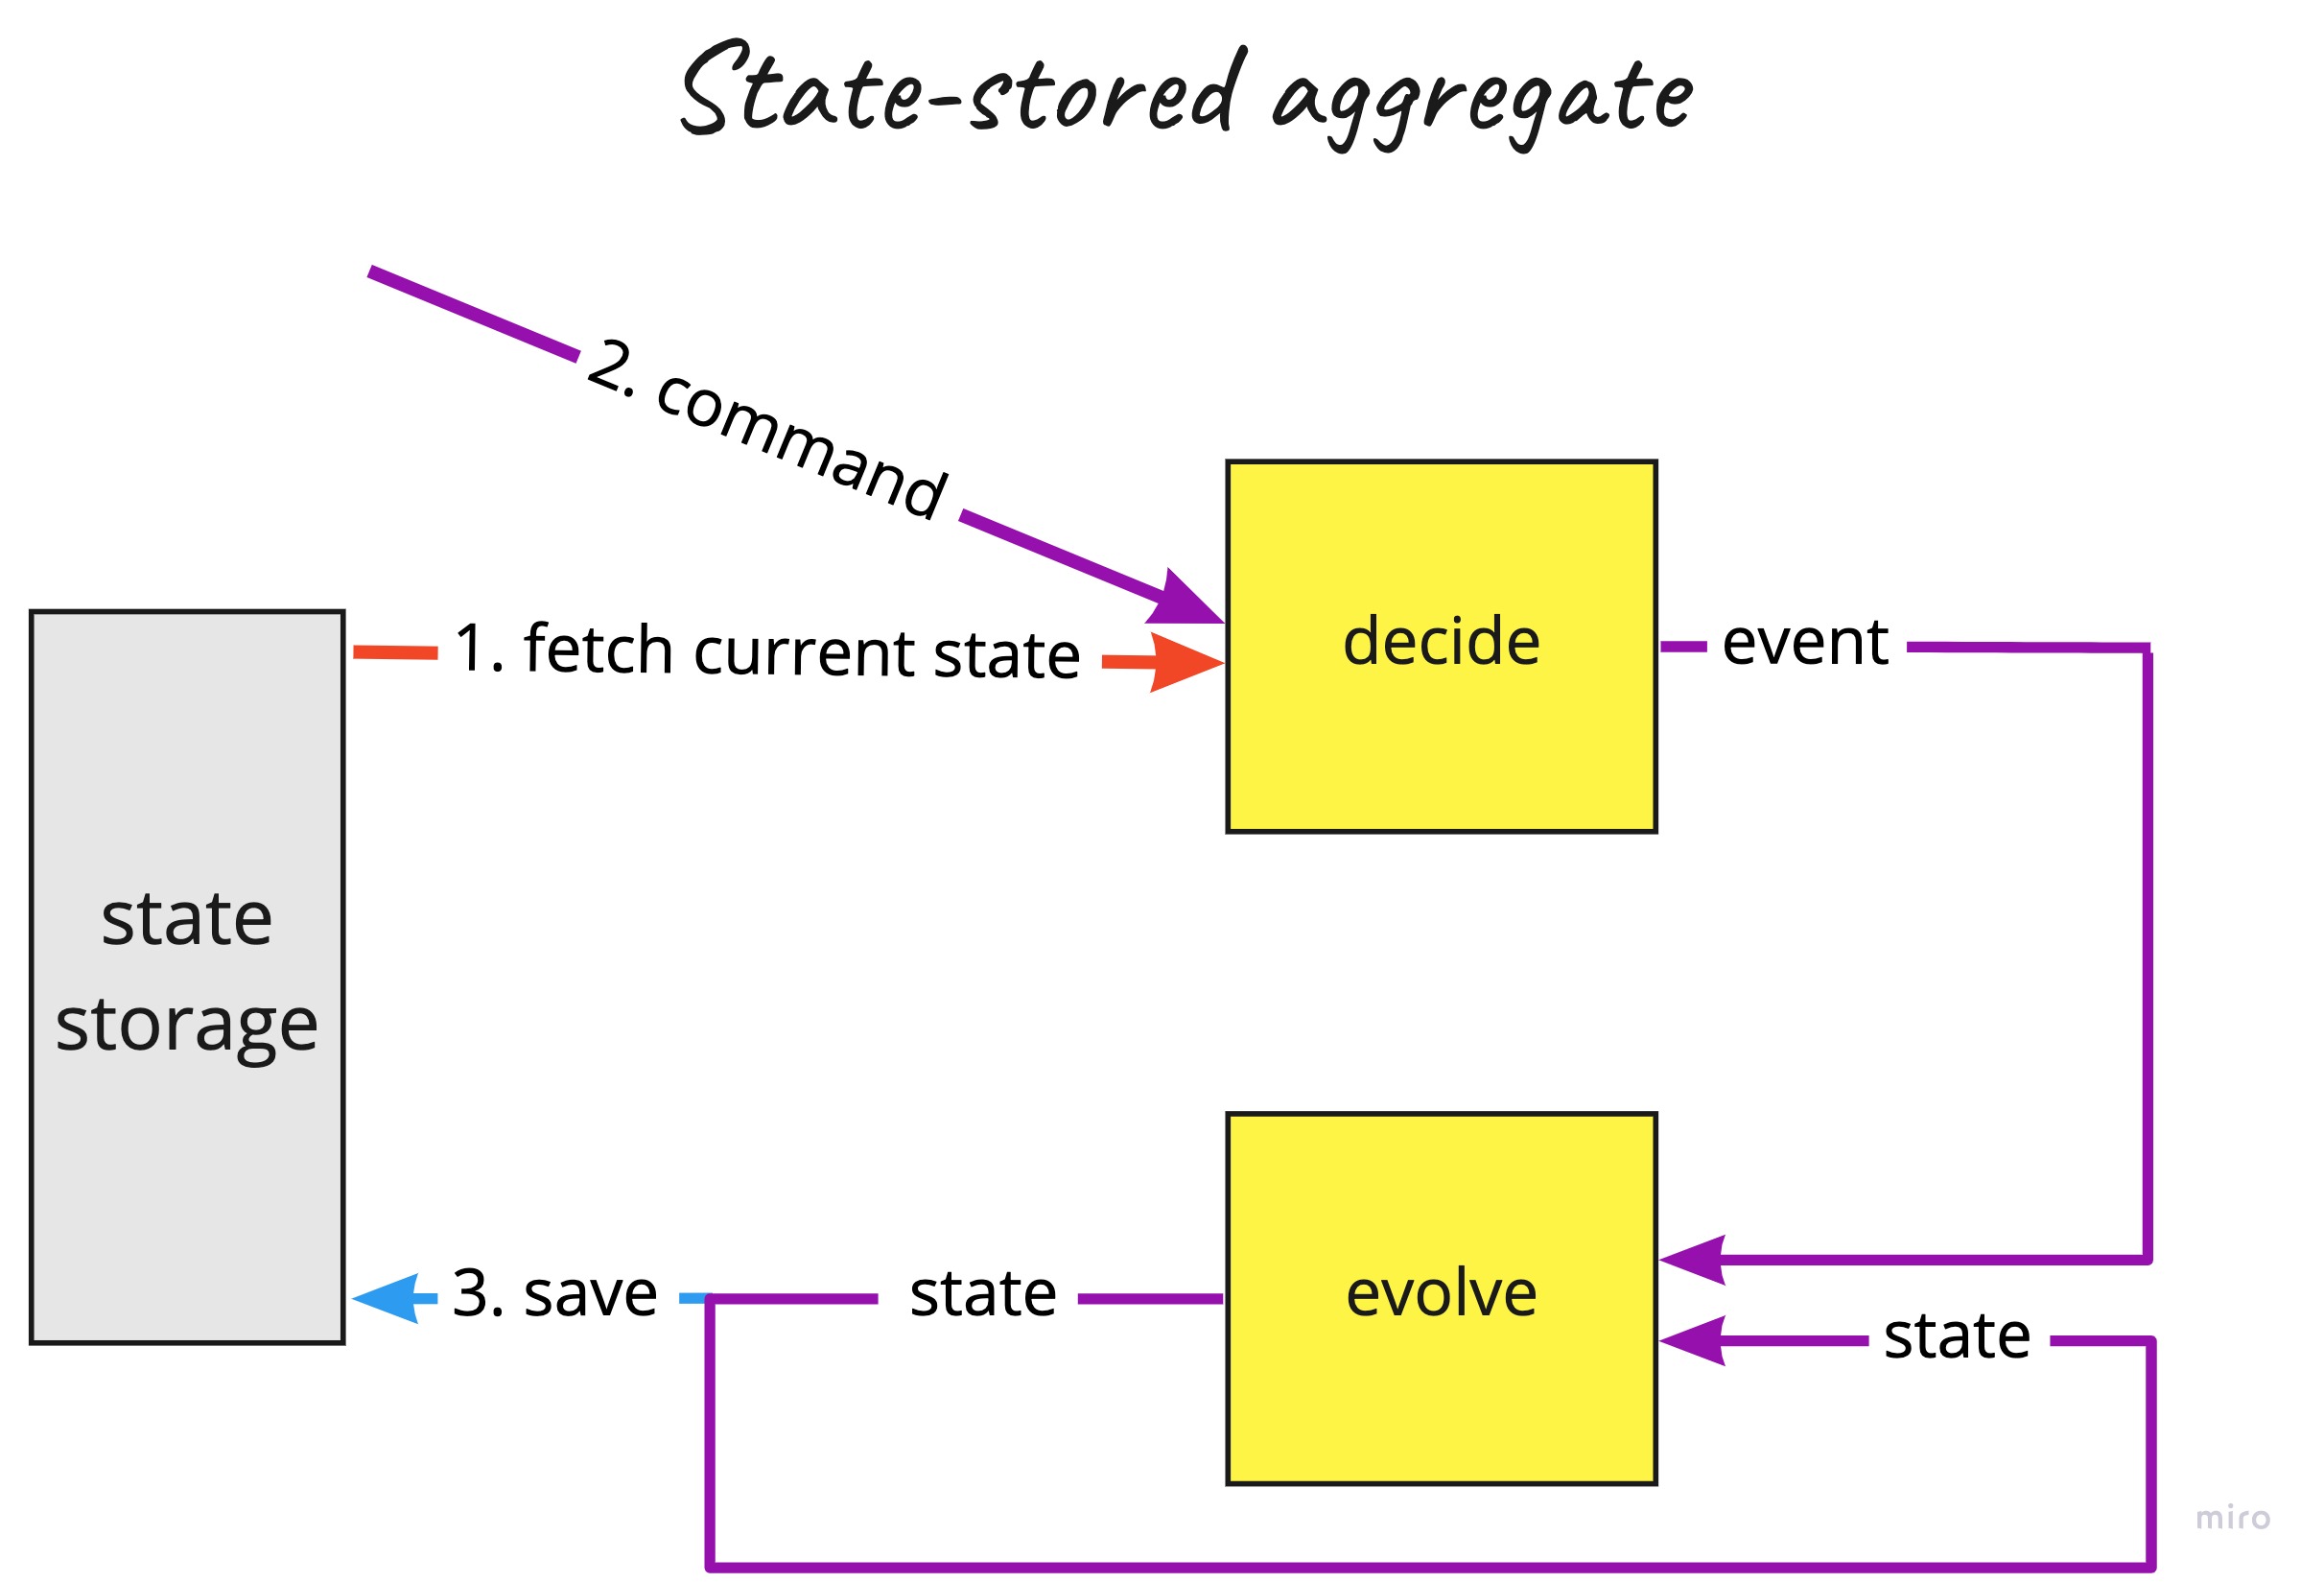 State-stored aggregate
2. command
1. fetch current state
decide
event
state
storage
3. save
state
evolve
state
miro